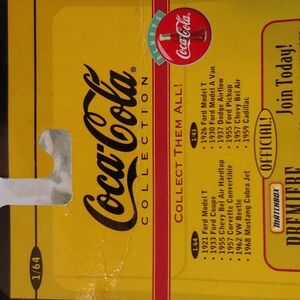 ALWAYS
Coca-Cola
Coca-Cola®
COLLECTION
COLLECT THEM ALL!
1/64
1/64
• 1921 Ford Model T
• 1933 Ford Coupe
• 1955 Chevy Bel Air Hardtop
• 1957 Corvette Convertible
• 1962 VW Beetle
• 1968 Mustang Cobra Jet
1/43
• 1926 Ford Model T
• 1930 Ford Model A Van
• 1937 Dodge Airflow
• 1955 Ford Pickup
• 1957 Chevy Bel Air
• 1959 Cadillac
OFFICIAL!
MATCHBOX
PREMIERE
Join Today!